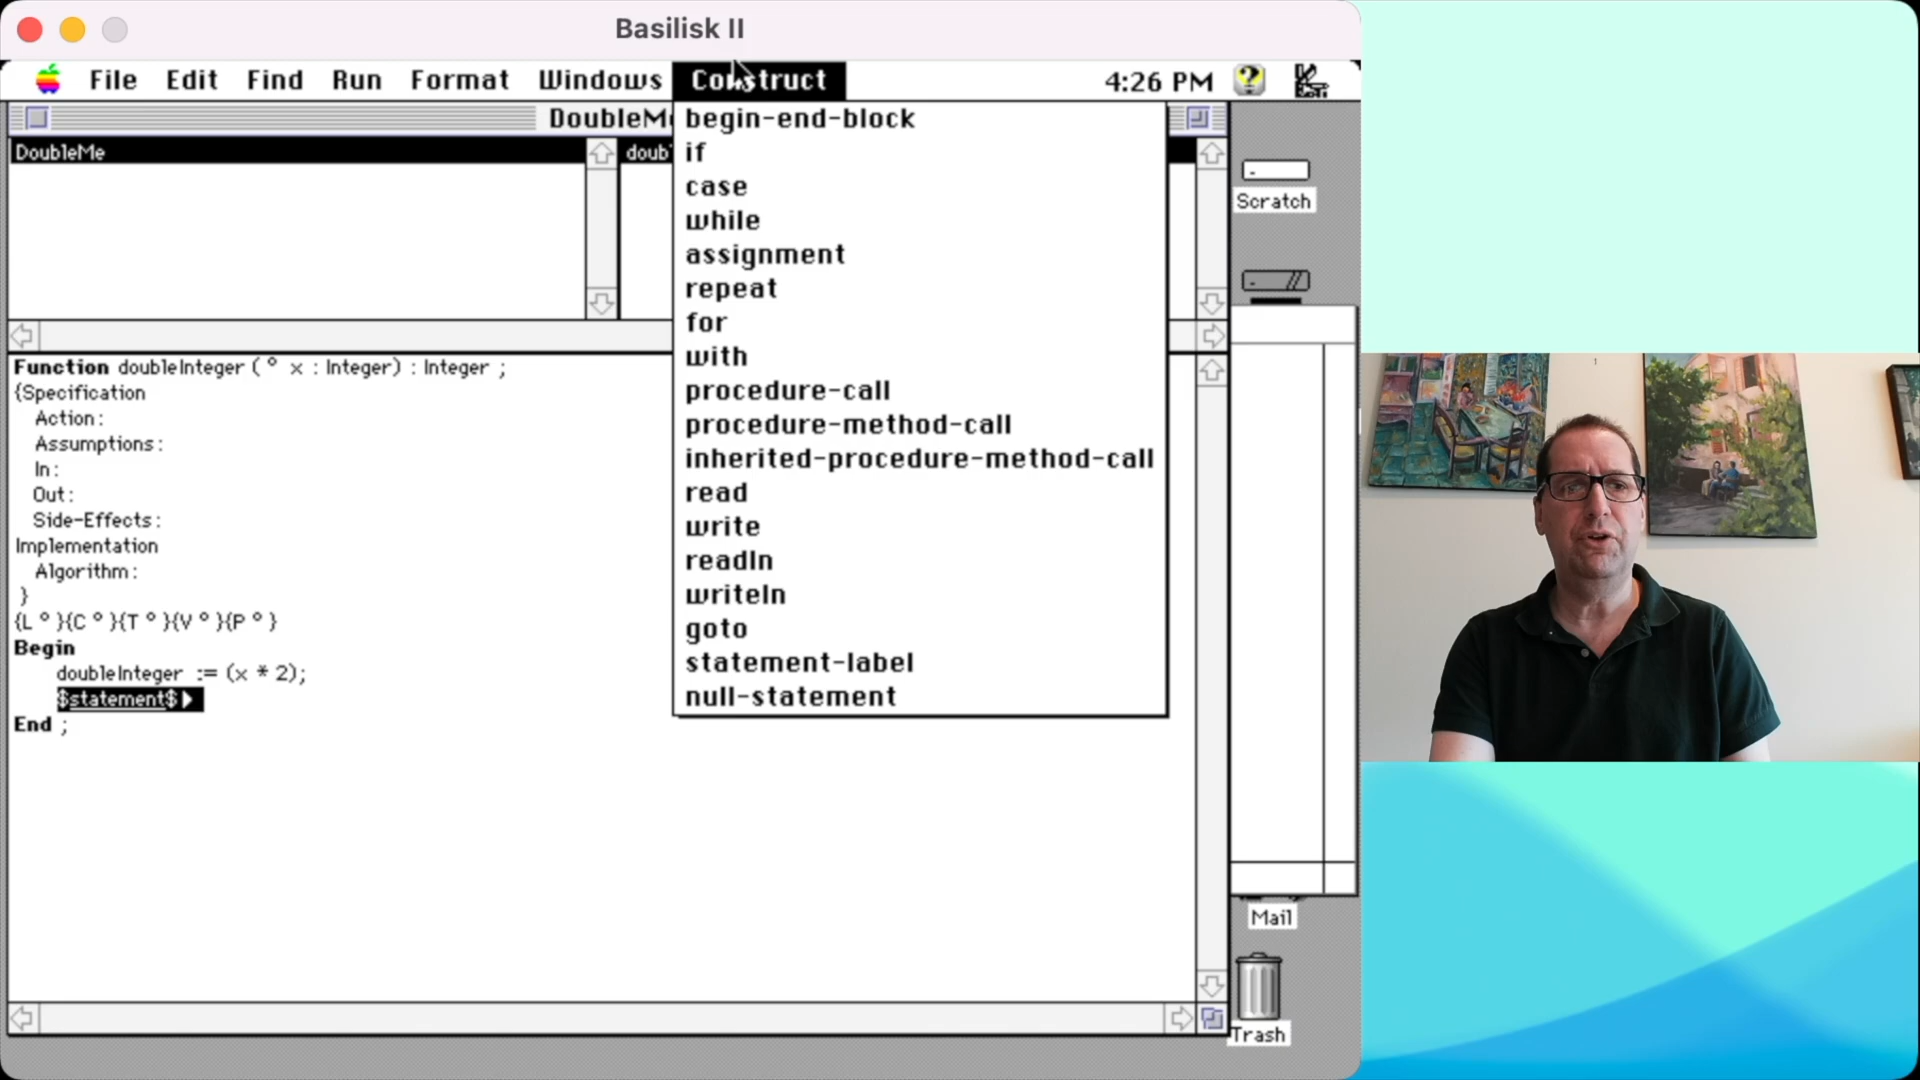 Basilisk II
File Edit Find Run Format Windows Construct 4:26 PM
DoubleMe
DoubleMe
doubl
begin-end-block
if
case
while
assignment
repeat
for
with
procedure-call
procedure-method-call
inherited-procedure-method-call
read
write
readln
writeln
goto
statement-label
null-statement
Function doubleInteger ( ° x : Integer) : Integer ;
{Specification
Action:
Assumptions:
In:
Out:
Side-Effects:
Implementation
Algorithm:
}
{L ° }{C ° }{T ° }{V ° }{P ° }
Begin
doubleInteger := (x * 2);
$statement$
End ;
Scratch
Mail
Trash